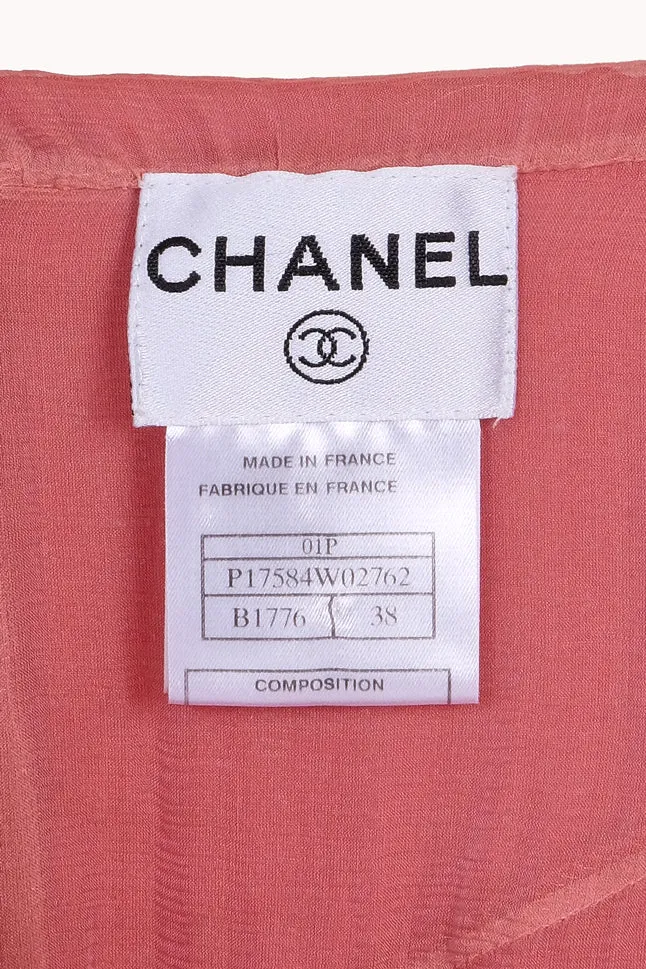 CHANEL
MADE IN FRANCE
FABRIQUE EN FRANCE
01P
P17584W02762
B1776 38
COMPOSITION